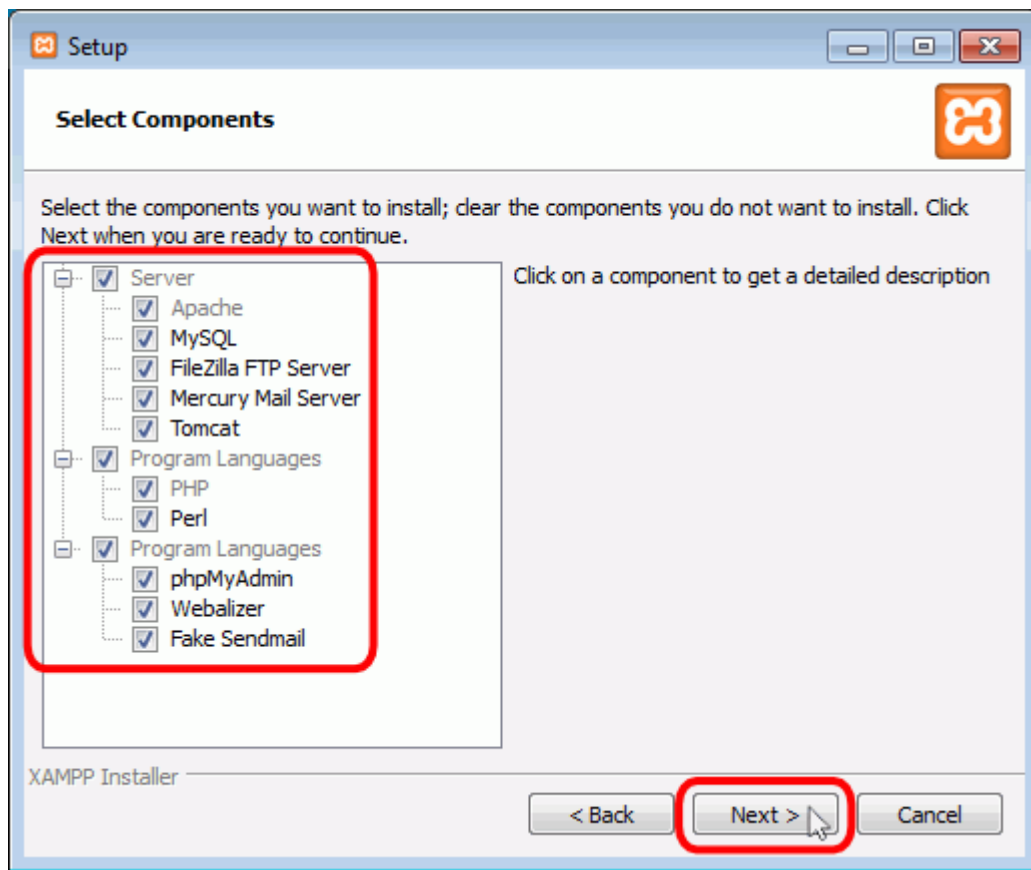 Setup
Select Components
Select the components you want to install; clear the components you do not want to install. Click
Next when you are ready to continue.
Server
Apache
MySQL
FileZilla FTP Server
Mercury Mail Server
Tomcat
Program Languages
PHP
Perl
Program Languages
phpMyAdmin
Webalizer
Fake Sendmail
Click on a component to get a detailed description
XAMPP Installer
< Back
Next >
Cancel